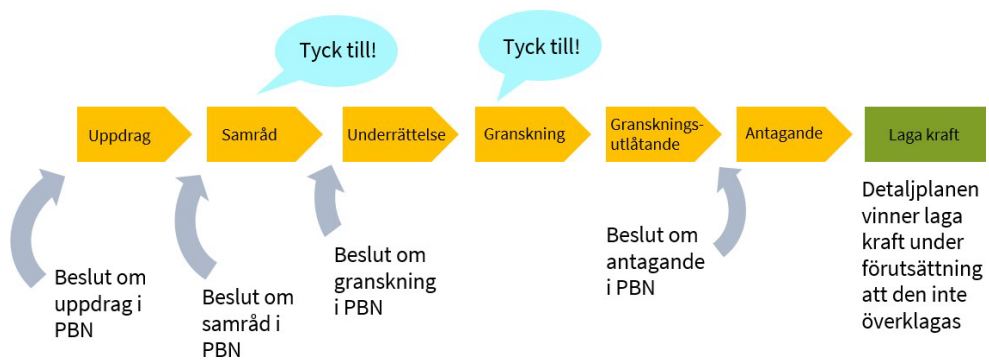 Tyck till!
Tyck till!
Uppdrag
Samråd
Underrättelse
Granskning
Gransknings-
utlåtande
Antagande
Laga kraft
Beslut om
uppdrag i
PBN
Beslut om
samråd i
PBN
Beslut om
granskning
i PBN
Beslut om
antagande
i PBN
Detaljplanen
vinner laga
kraft under
förutsättning
att den inte
överklagas